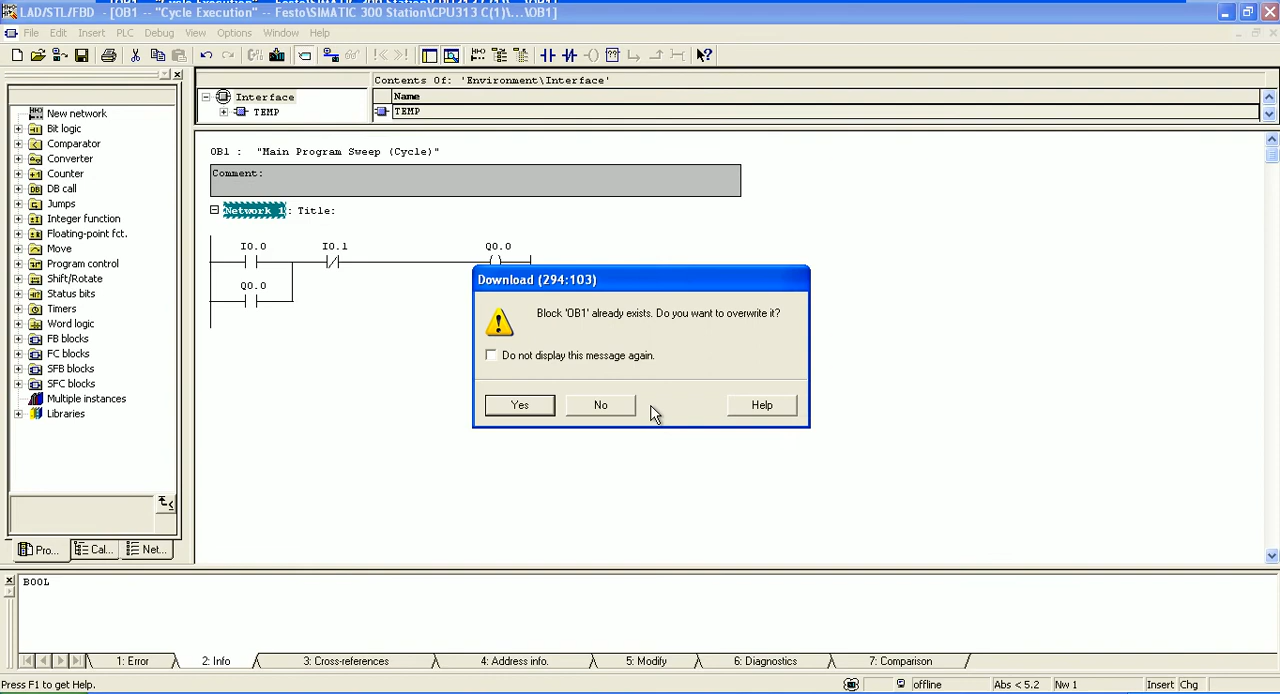 LAD/STL/FBD - [OB1 -- "Cycle Execution" -- Festo\SIMATIC 300 Station\CPU313 C(1)\...\OB1]
File Edit Insert PLC Debug View Options Window Help
Contents Of: 'Environment\Interface'
Interface
TEMP
Name
TEMP
New network
Bit logic
Comparator
Converter
Counter
DB call
Jumps
Integer function
Floating-point fct.
Move
Program control
Shift/Rotate
Status bits
Timers
Word logic
FB blocks
FC blocks
SFB blocks
SFC blocks
Multiple instances
Libraries
Pro... Cal... Net...
OB1 : "Main Program Sweep (Cycle)"
Comment:
Network 1: Title:
I0.0 I0.1 Q0.0
Q0.0
Download (294:103)
Block 'OB1' already exists. Do you want to overwrite it?
Do not display this message again.
Yes No Help
BOOL
1: Error 2: Info 3: Cross-references 4: Address info. 5: Modify 6: Diagnostics 7: Comparison
Press F1 to get Help. offline Abs < 5.2 Nw 1 Insert Chg